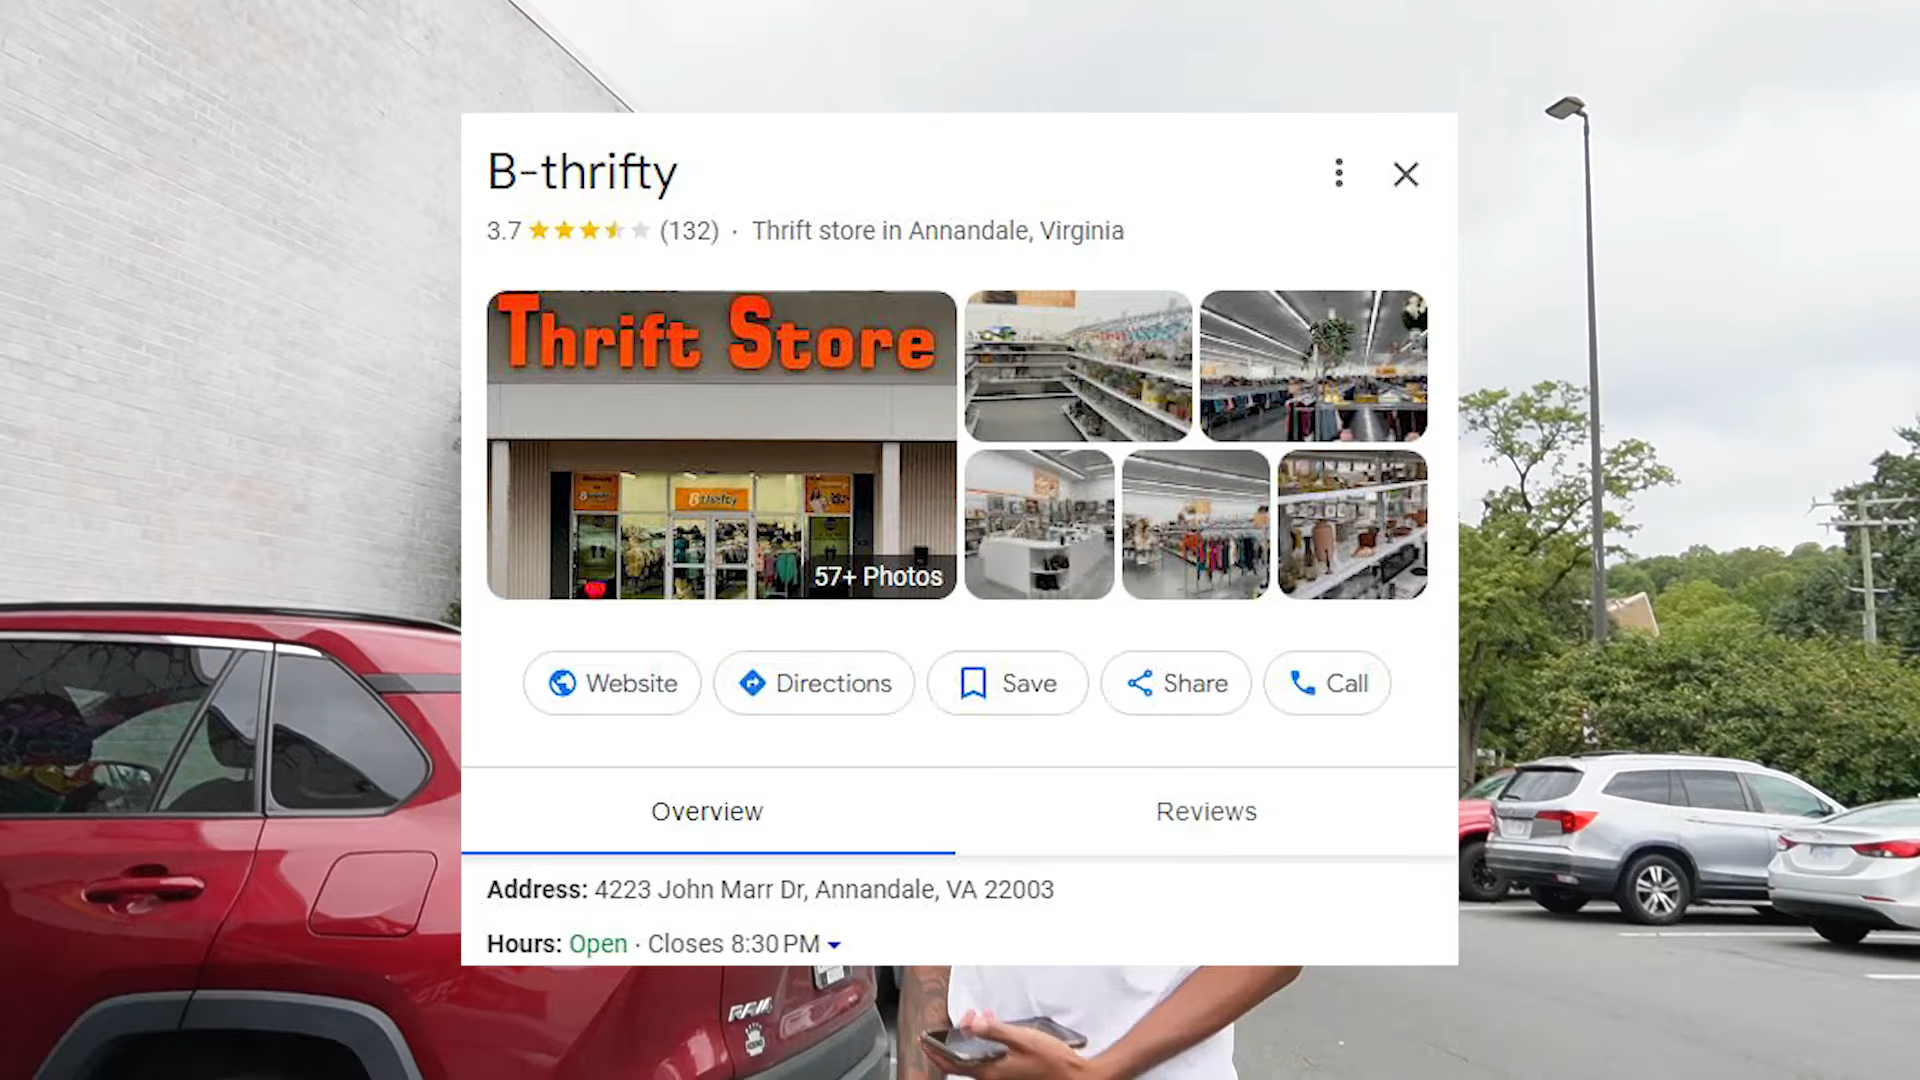 B-thrifty
3.7 (132) · Thrift store in Annandale, Virginia
Thrift Store
57+ Photos
Website
Directions
Save
Share
Call
Overview
Reviews
Address: 4223 John Marr Dr, Annandale, VA 22003
Hours: Open · Closes 8:30 PM
RAV4